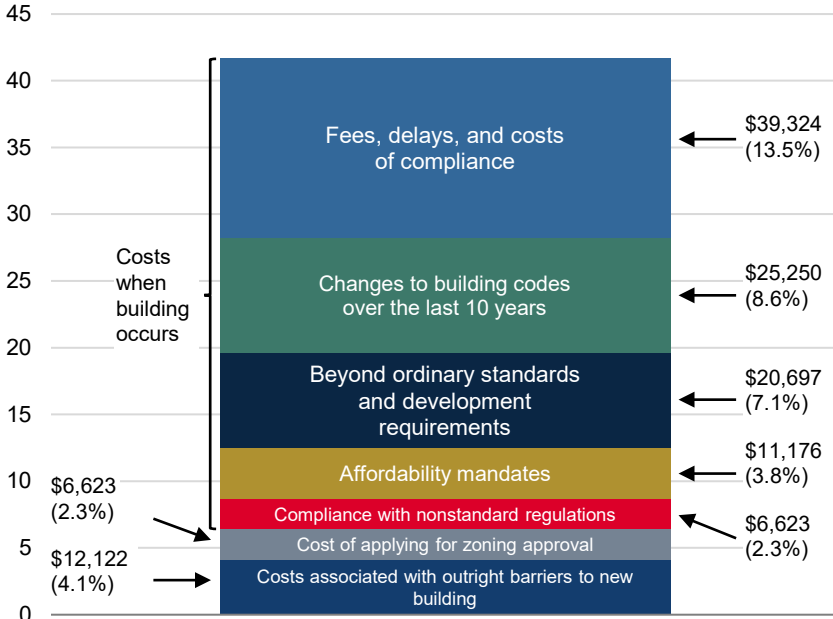 45
40
35
30
25
20
15
10
5
0
Costs
when
building
occurs
$6,623
(2.3%)
$12,122
(4.1%)
Fees, delays, and costs
of compliance
Changes to building codes
over the last 10 years
Beyond ordinary standards
and development
requirements
Affordability mandates
Compliance with nonstandard regulations
Cost of applying for zoning approval
Costs associated with outright barriers to new
building
$39,324
(13.5%)
$25,250
(8.6%)
$20,697
(7.1%)
$11,176
(3.8%)
$6,623
(2.3%)